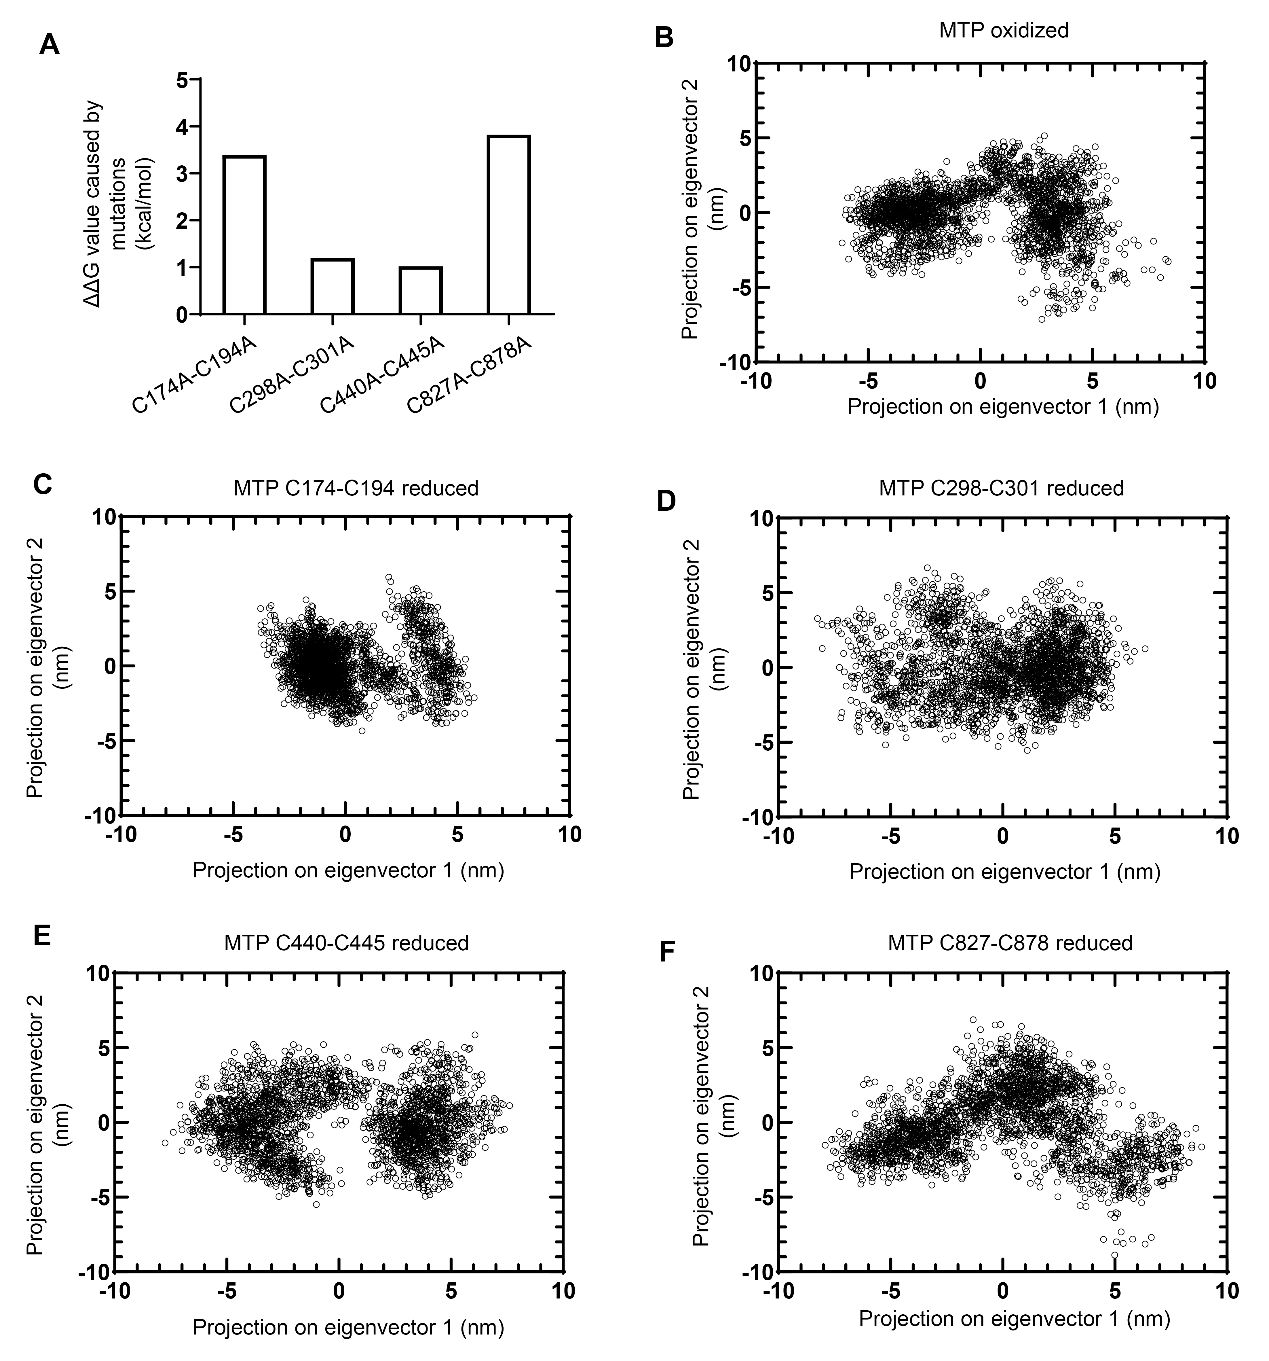 A
ΔΔG value caused by
mutations
(kcal/mol)
5
4
3
2
1
0
C174A-C194A
C298A-C301A
C440A-C445A
C827A-C878A
B
MTP oxidized
Projection on eigenvector 2
(nm)
10
5
0
-5
-10
-5
0
5
10
Projection on eigenvector 1 (nm)
C
MTP C174-C194 reduced
Projection on eigenvector 2
(nm)
10
5
0
-5
-10
-10
-5
0
5
10
Projection on eigenvector 1 (nm)
D
MTP C298-C301 reduced
Projection on eigenvector 2
(nm)
10
5
0
-5
-10
-10
-5
0
5
10
Projection on eigenvector 1 (nm)
E
MTP C440-C445 reduced
Projection on eigenvector 2
(nm)
10
5
0
-5
-10
-10
-5
0
5
10
Projection on eigenvector 1 (nm)
F
MTP C827-C878 reduced
Projection on eigenvector 2
(nm)
10
5
0
-5
-10
-10
-5
0
5
10
Projection on eigenvector 1 (nm)